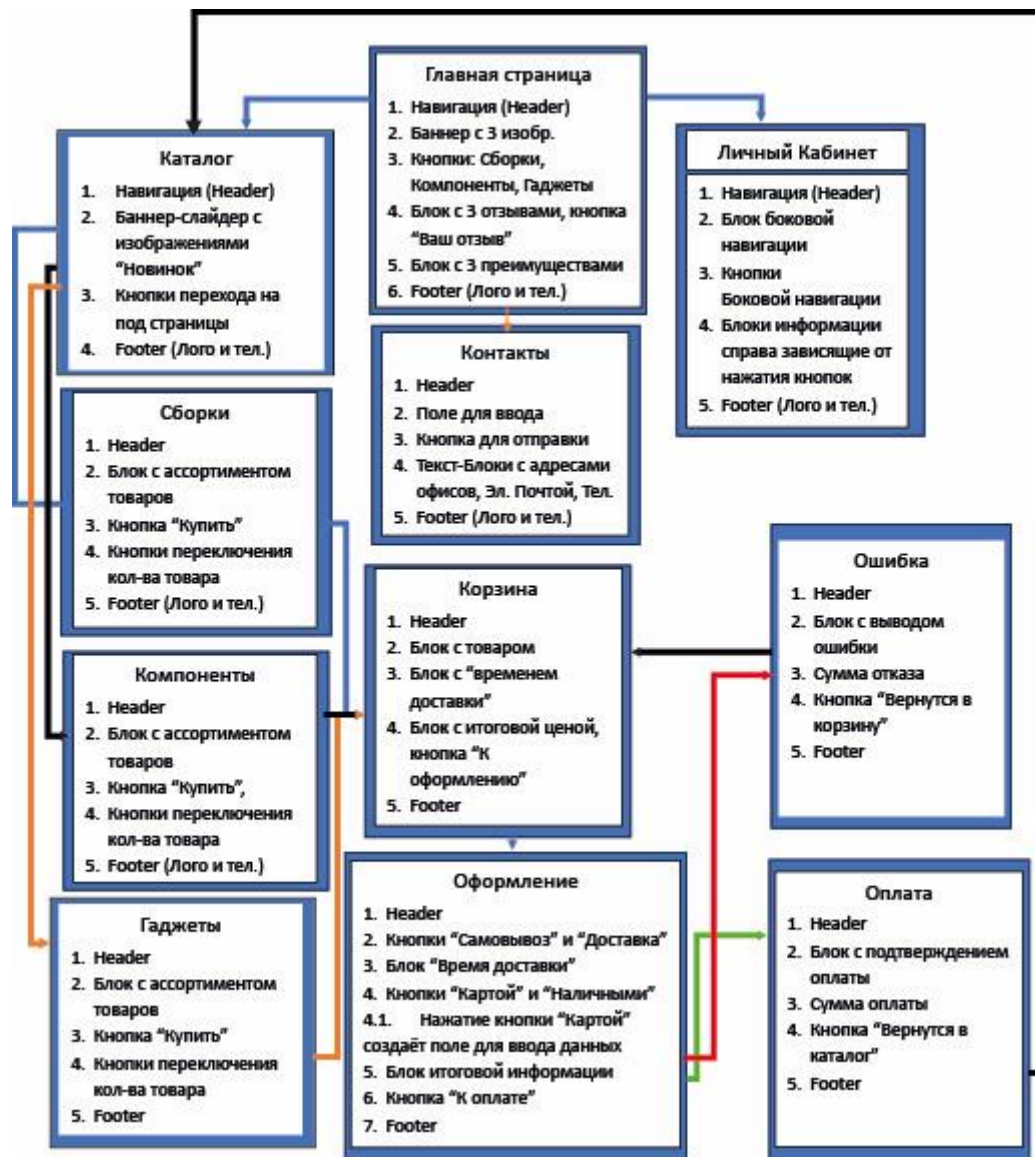 Главная страница
1. Навигация (Header)
2. Баннер с 3 изобр.
3. Кнопки: Сборки,
Компоненты, Гаджеты
4. Блок с 3 отзывами, кнопка
“Ваш отзыв”
5. Блок с 3 преимуществами
6. Footer (Лого и тел.)
Каталог
1. Навигация (Header)
2. Баннер-слайдер с
изображениями
“Новинок”
3. Кнопки перехода на
под страницы
4. Footer (Лого и тел.)
Личный Кабинет
1. Навигация (Header)
2. Блок боковой
навигации
3. Кнопки
Боковой навигации
4. Блоки информации
справа зависящие от
нажатия кнопок
5. Footer (Лого и тел.)
Контакты
1. Header
2. Поле для ввода
3. Кнопка для отправки
4. Текст-Блоки с адресами
офисов, Эл. Почтой, Тел.
5. Footer (Лого и тел.)
Сборки
1. Header
2. Блок с ассортиментом
товаров
3. Кнопка “Купить”
4. Кнопки переключения
кол-ва товара
5. Footer (Лого и тел.)
Корзина
1. Header
2. Блок с товаром
3. Блок с “временем
доставки”
4. Блок с итоговой ценой,
кнопка “К
оформлению”
5. Footer
Ошибка
1. Header
2. Блок с выводом
ошибки
3. Сумма отказа
4. Кнопка “Вернутся в
корзину”
5. Footer
Компоненты
1. Header
2. Блок с ассортиментом
товаров
3. Кнопка “Купить”,
4. Кнопки переключения
кол-ва товара
5. Footer (Лого и тел.)
Гаджеты
1. Header
2. Блок с ассортиментом
товаров
3. Кнопка “Купить”
4. Кнопки переключения
кол-ва товара
5. Footer
Оформление
1. Header
2. Кнопки “Самовывоз” и “Доставка”
3. Блок “Время доставки”
4. Кнопки “Картой” и “Наличными”
4.1. Нажатие кнопки “Картой”
создаёт поле для ввода данных
5. Блок итоговой информации
6. Кнопка “К оплате”
7. Footer
Оплата
1. Header
2. Блок с подтверждением
оплаты
3. Сумма оплаты
4. Кнопка “Вернутся в
каталог”
5. Footer